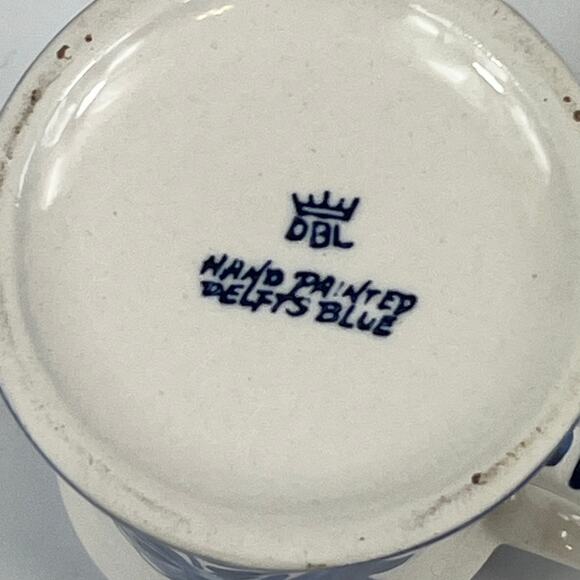 DBL
HAND PAINTED
DELFTS BLUE